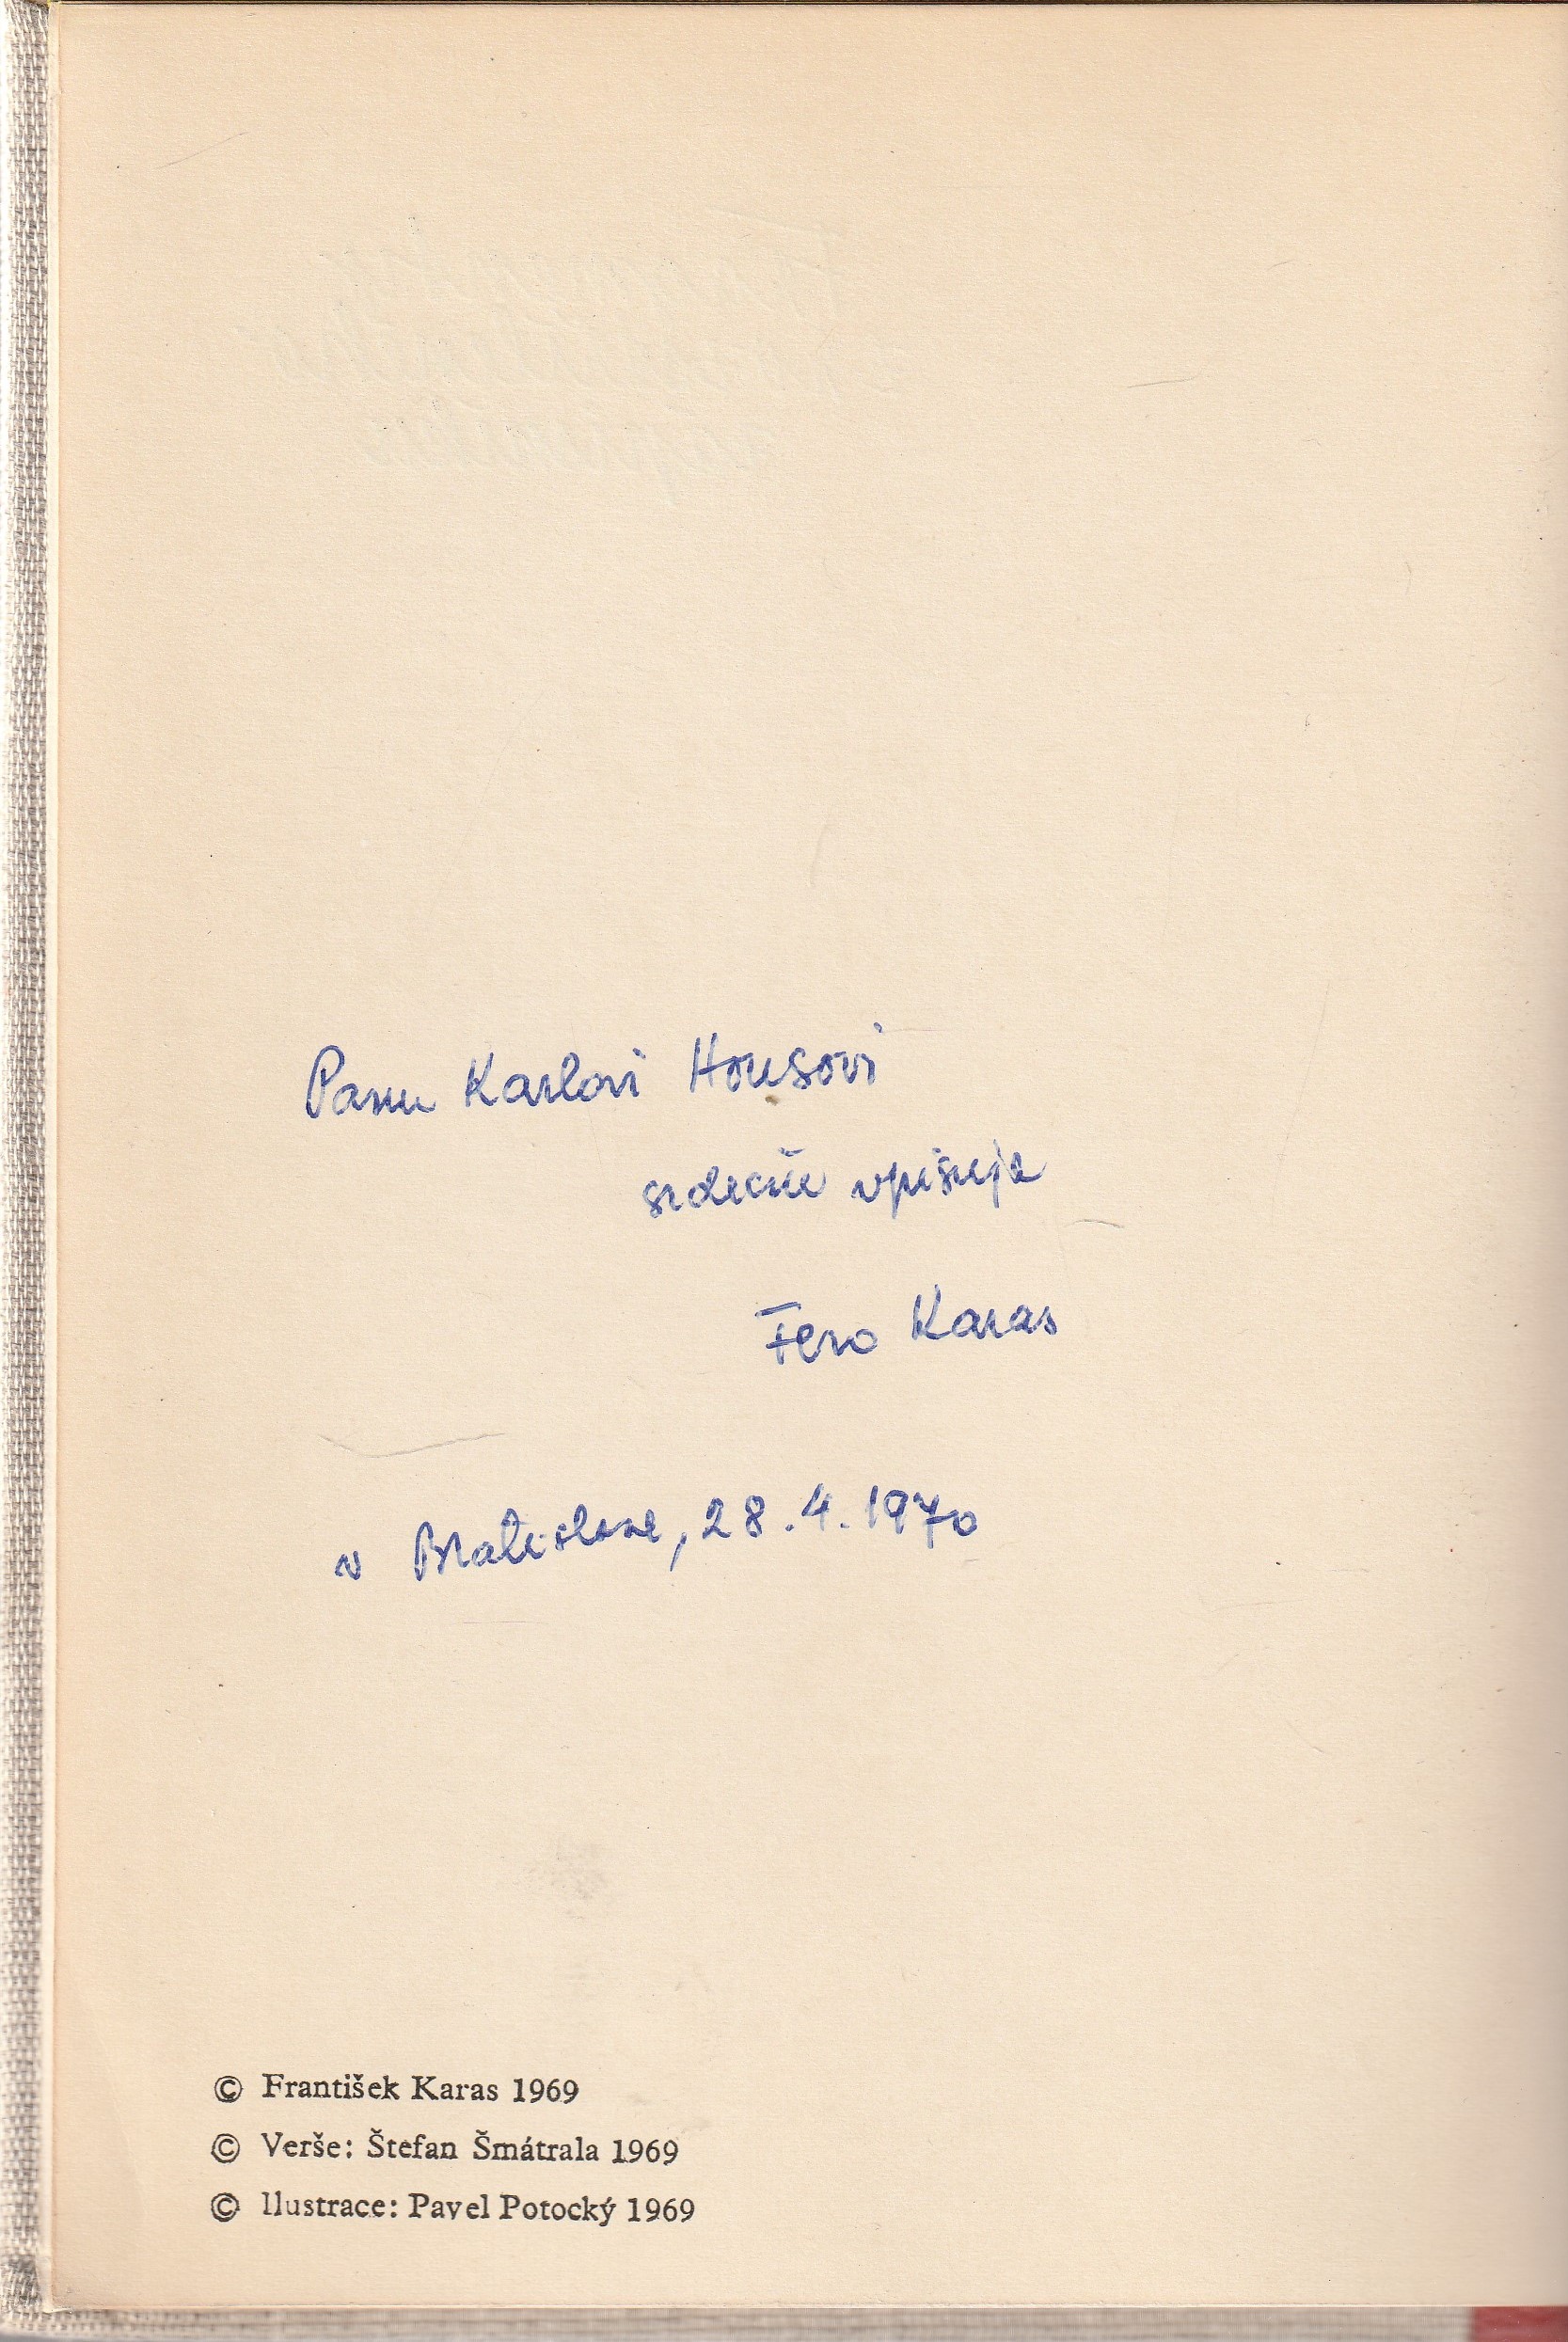 Panu Karlovi Housovi
srdečně vpisuje
Fero Karas
v Bratislave, 28.4.1970
© František Karas 1969
© Verše: Štefan Šmátrala 1969
© Ilustrace: Pavel Potocký 1969